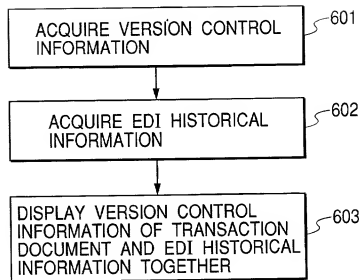 ACQUIRE VERSION CONTROL
INFORMATION
601
ACQUIRE EDI HISTORICAL
INFORMATION
602
DISPLAY VERSION CONTROL
INFORMATION OF TRANSACTION
DOCUMENT AND EDI HISTORICAL
INFORMATION TOGETHER
603